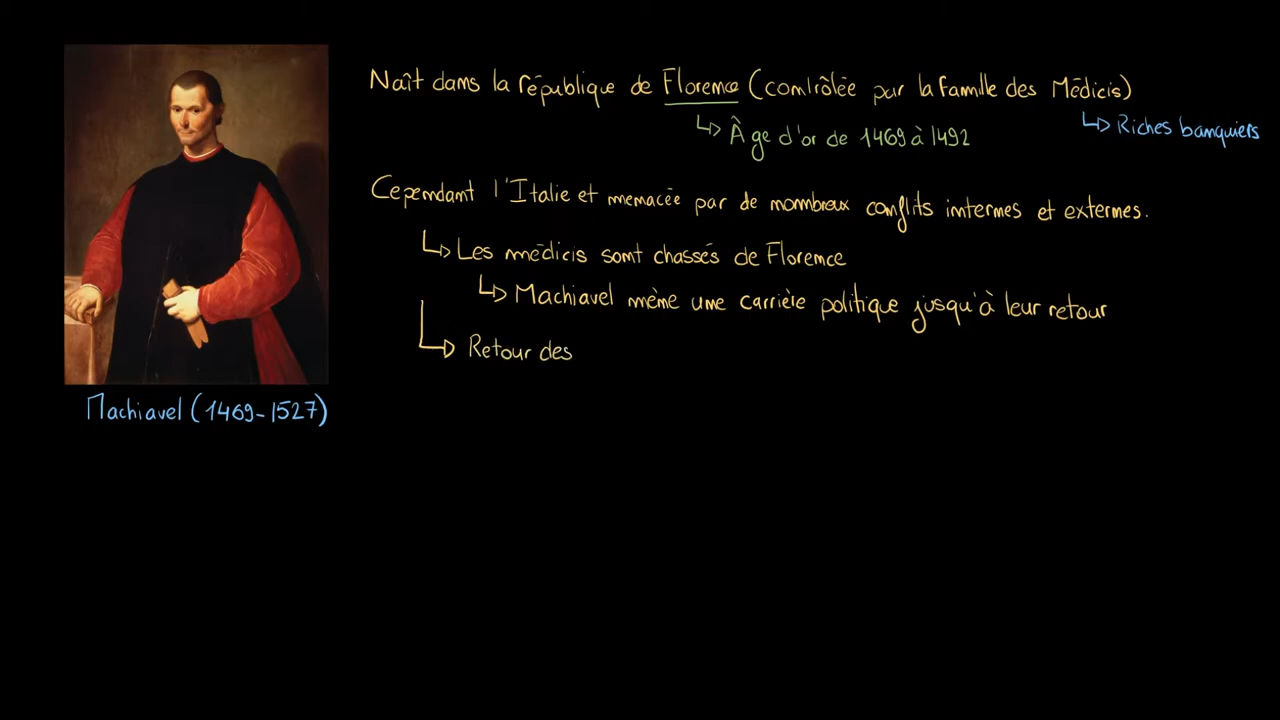 Naît dans la république de Florence (contrôlée par la famille des Médicis)
↳ Âge d'or de 1469 à 1492
↳ Riches banquiers
Cependant l'Italie et menacée par de nombreux conflits internes et externes.
↳ Les médicis sont chassés de Florence
↳ Machiavel mène une carrière politique jusqu'à leur retour
↳ Retour des
Machiavel (1469-1527)